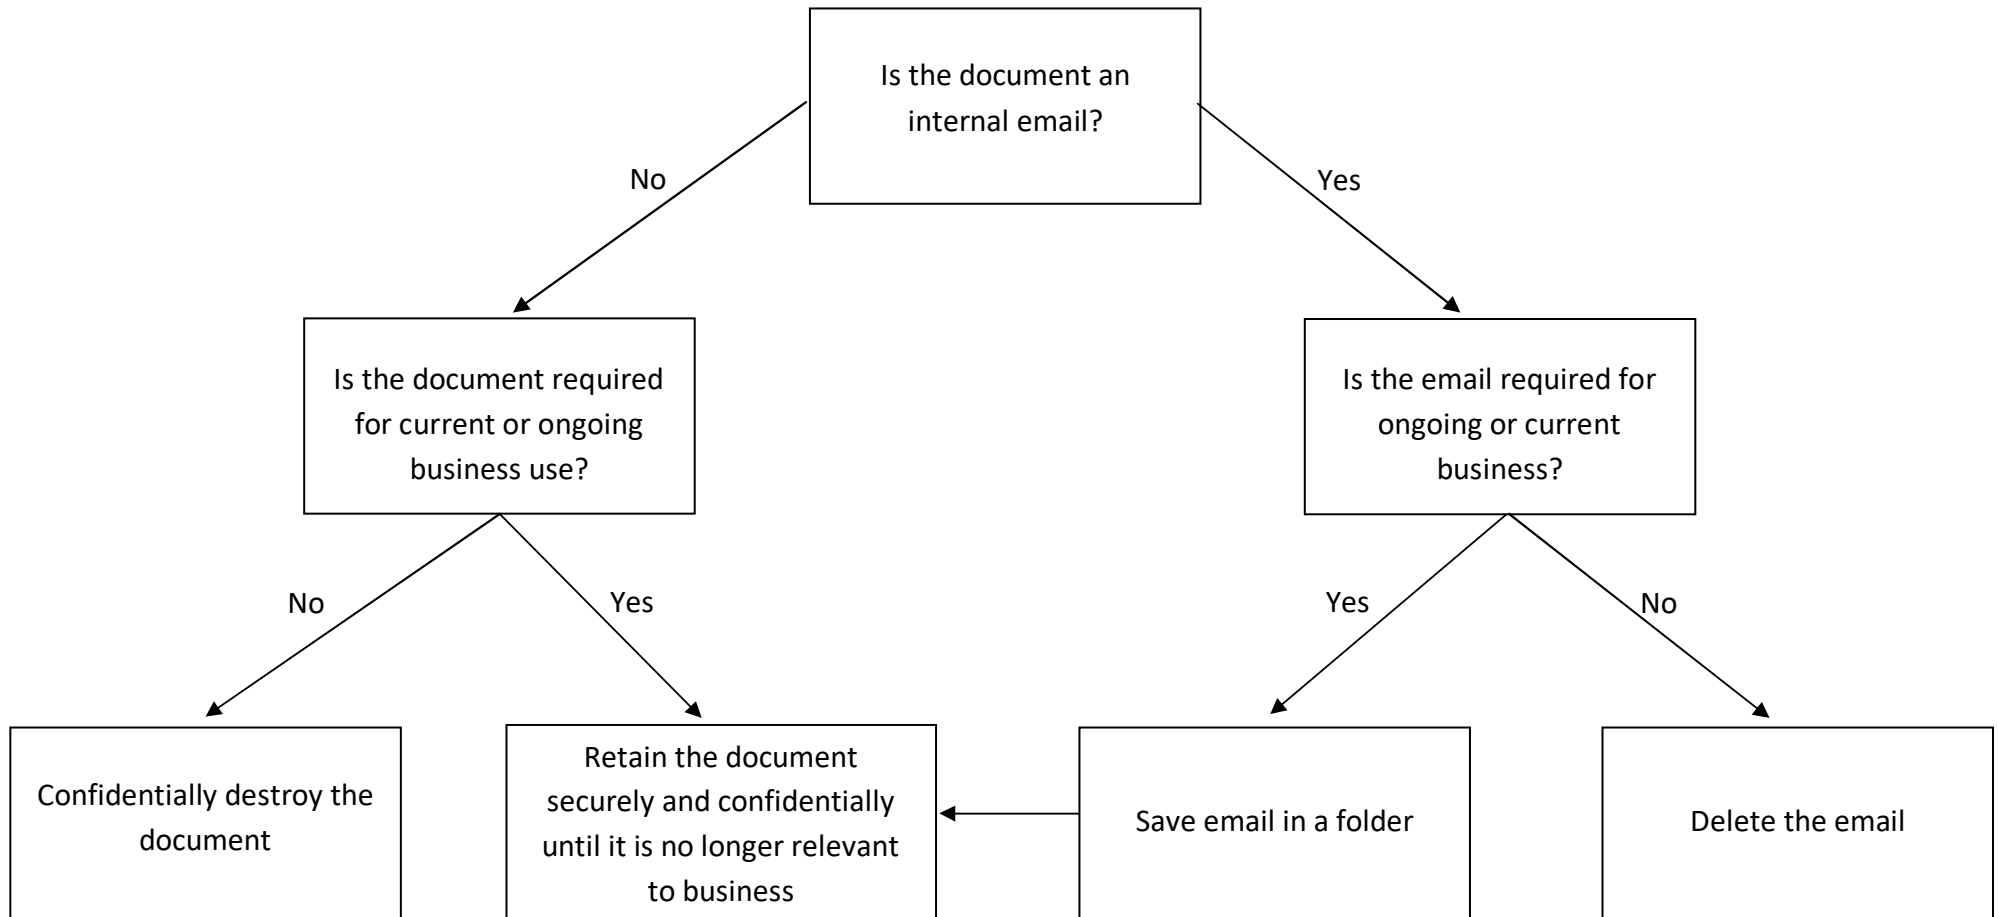 Is the document an
internal email?
No
Yes
Is the document required
for current or ongoing
business use?
Is the email required for
ongoing or current
business?
No
Yes
Yes
No
Confidentially destroy the
document
Retain the document
securely and confidentially
until it is no longer relevant
to business
Save email in a folder
Delete the email